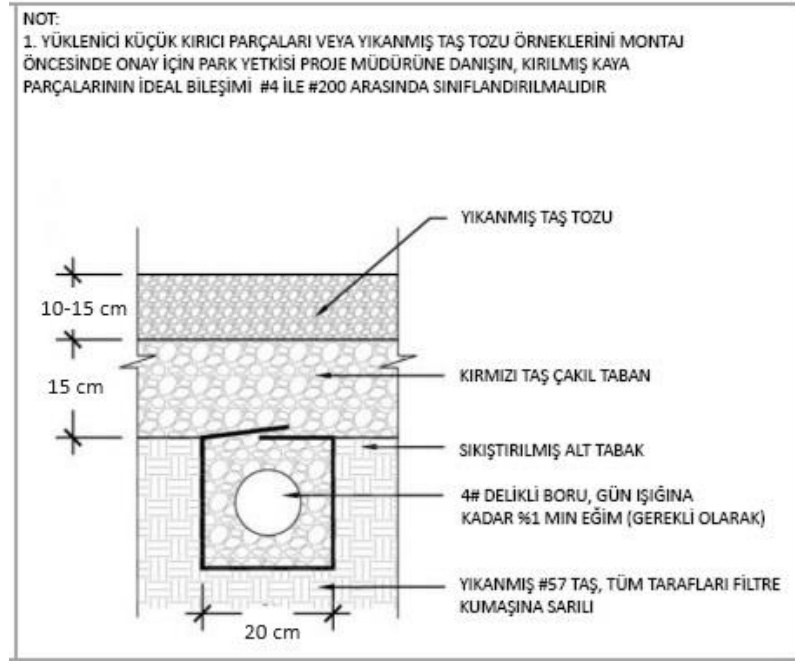 NOT:
1. YÜKLENİCİ KÜÇÜK KIRICI PARÇALARI VEYA YIKANMIŞ TAŞ TOZU ÖRNEKLERİNİ MONTAJ
ÖNCESİNDE ONAY İÇİN PARK YETKİSİ PROJE MÜDÜRÜNE DANIŞIN, KIRILMIŞ KAYA
PARÇALARININ İDEAL BİLEŞİMİ #4 İLE #200 ARASINDA SINIFLANDIRILMALIDIR
YIKANMIŞ TAŞ TOZU
10-15 cm
KIRMIZI TAŞ ÇAKIL TABAN
15 cm
SIKIŞTIRILMIŞ ALT TABAK
4# DELİKLİ BORU, GÜN IŞIĞINA
KADAR %1 MIN EĞİM (GEREKLİ OLARAK)
YIKANMIŞ #57 TAŞ, TÜM TARAFLARI FİLTRE
KUMAŞINA SARILI
20 cm